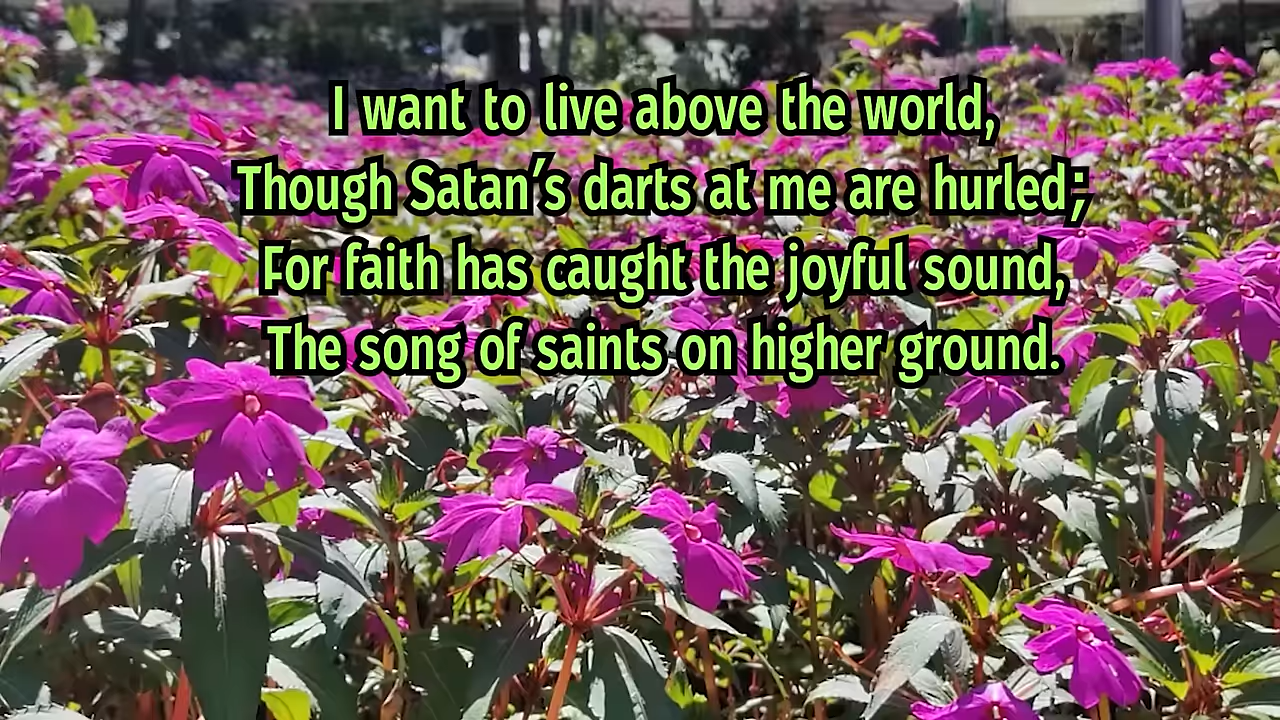 I want to live above the world,
Though Satan's darts at me are hurled;
For faith has caught the joyful sound,
The song of saints on higher ground.